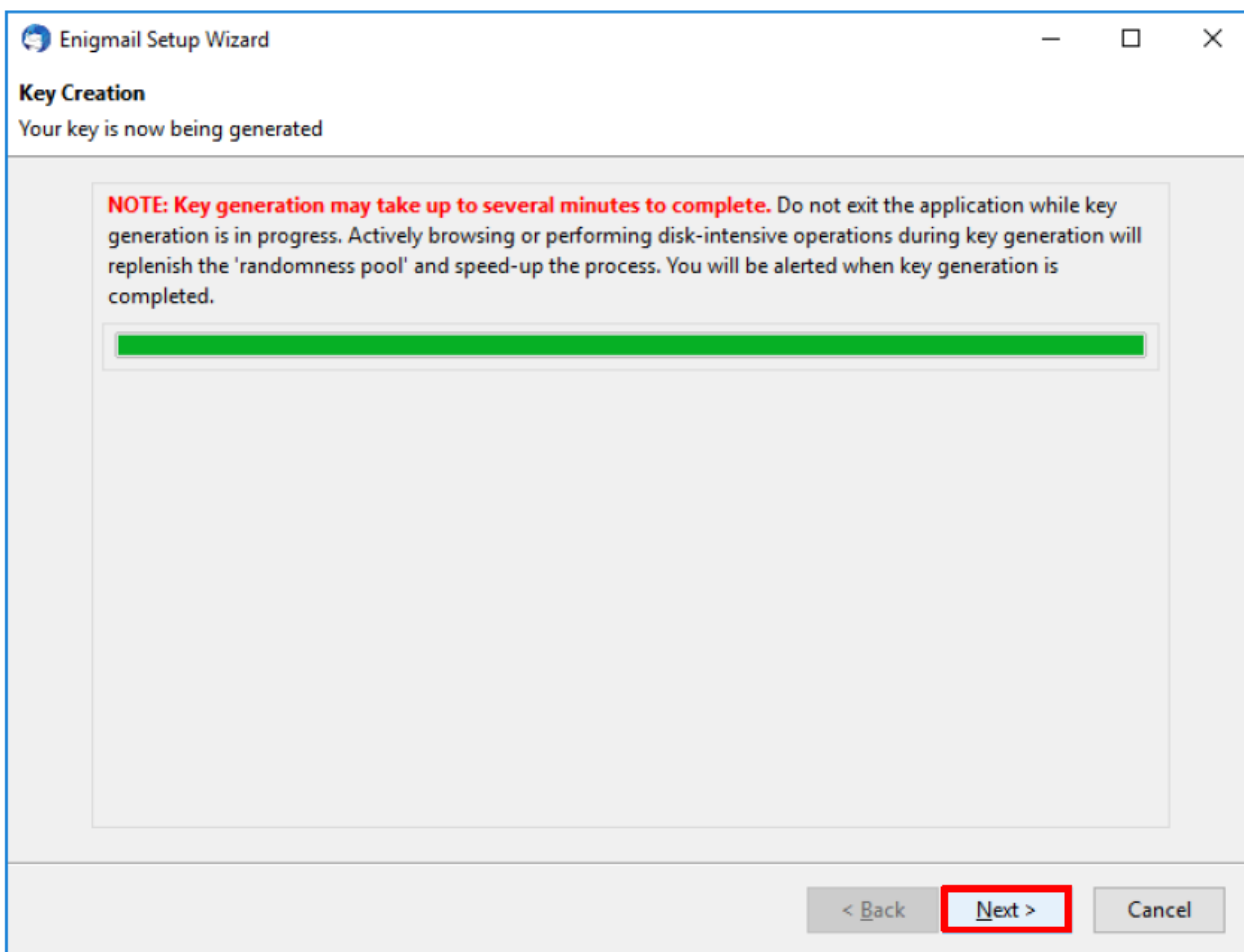 Enigmail Setup Wizard
Key Creation
Your key is now being generated
NOTE: Key generation may take up to several minutes to complete. Do not exit the application while key
generation is in progress. Actively browsing or performing disk-intensive operations during key generation will
replenish the 'randomness pool' and speed-up the process. You will be alerted when key generation is
completed.
< Back Next > Cancel